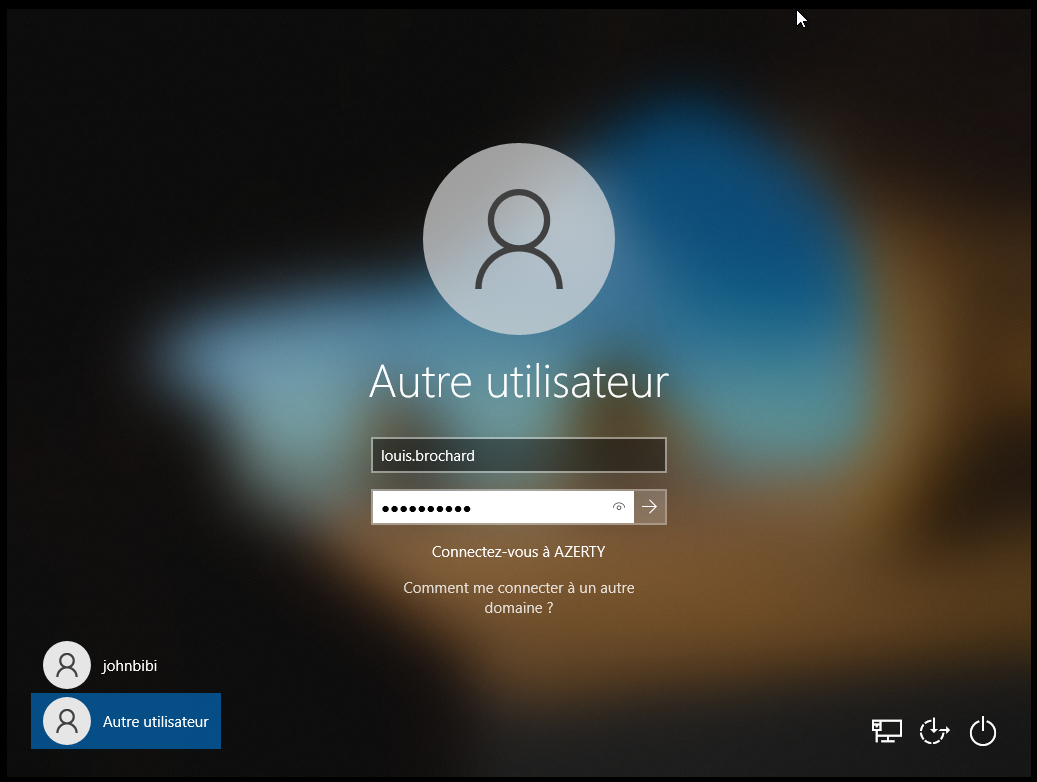 Autre utilisateur
louis.brochard
●●●●●●●●●●
Connectez-vous à AZERTY
Comment me connecter à un autre
domaine ?
johnbibi
Autre utilisateur